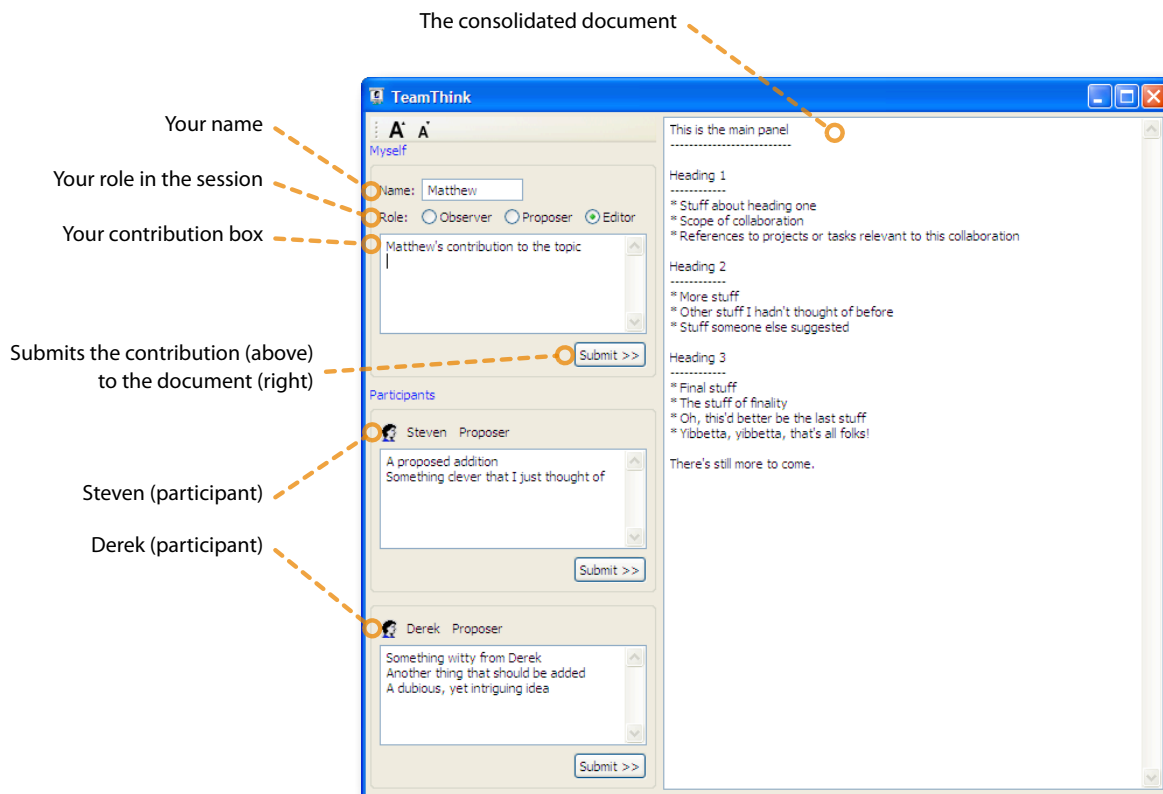 The consolidated document
TeamThink
Your name
Your role in the session
Your contribution box
Submits the contribution (above)
to the document (right)
Steven (participant)
Derek (participant)
A A
Myself
Name: Matthew
Role: Observer Proposer Editor
Matthew's contribution to the topic
Submit >>
Participants
Steven Proposer
A proposed addition
Something clever that I just thought of
Submit >>
Derek Proposer
Something witty from Derek
Another thing that should be added
A dubious, yet intriguing idea
Submit >>
This is the main panel
--------------------------
Heading 1
------------
* Stuff about heading one
* Scope of collaboration
* References to projects or tasks relevant to this collaboration
Heading 2
------------
* More stuff
* Other stuff I hadn't thought of before
* Stuff someone else suggested
Heading 3
------------
* Final stuff
* The stuff of finality
* Oh, this'd better be the last stuff
* Yibbetta, yibbetta, that's all folks!
There's still more to come.